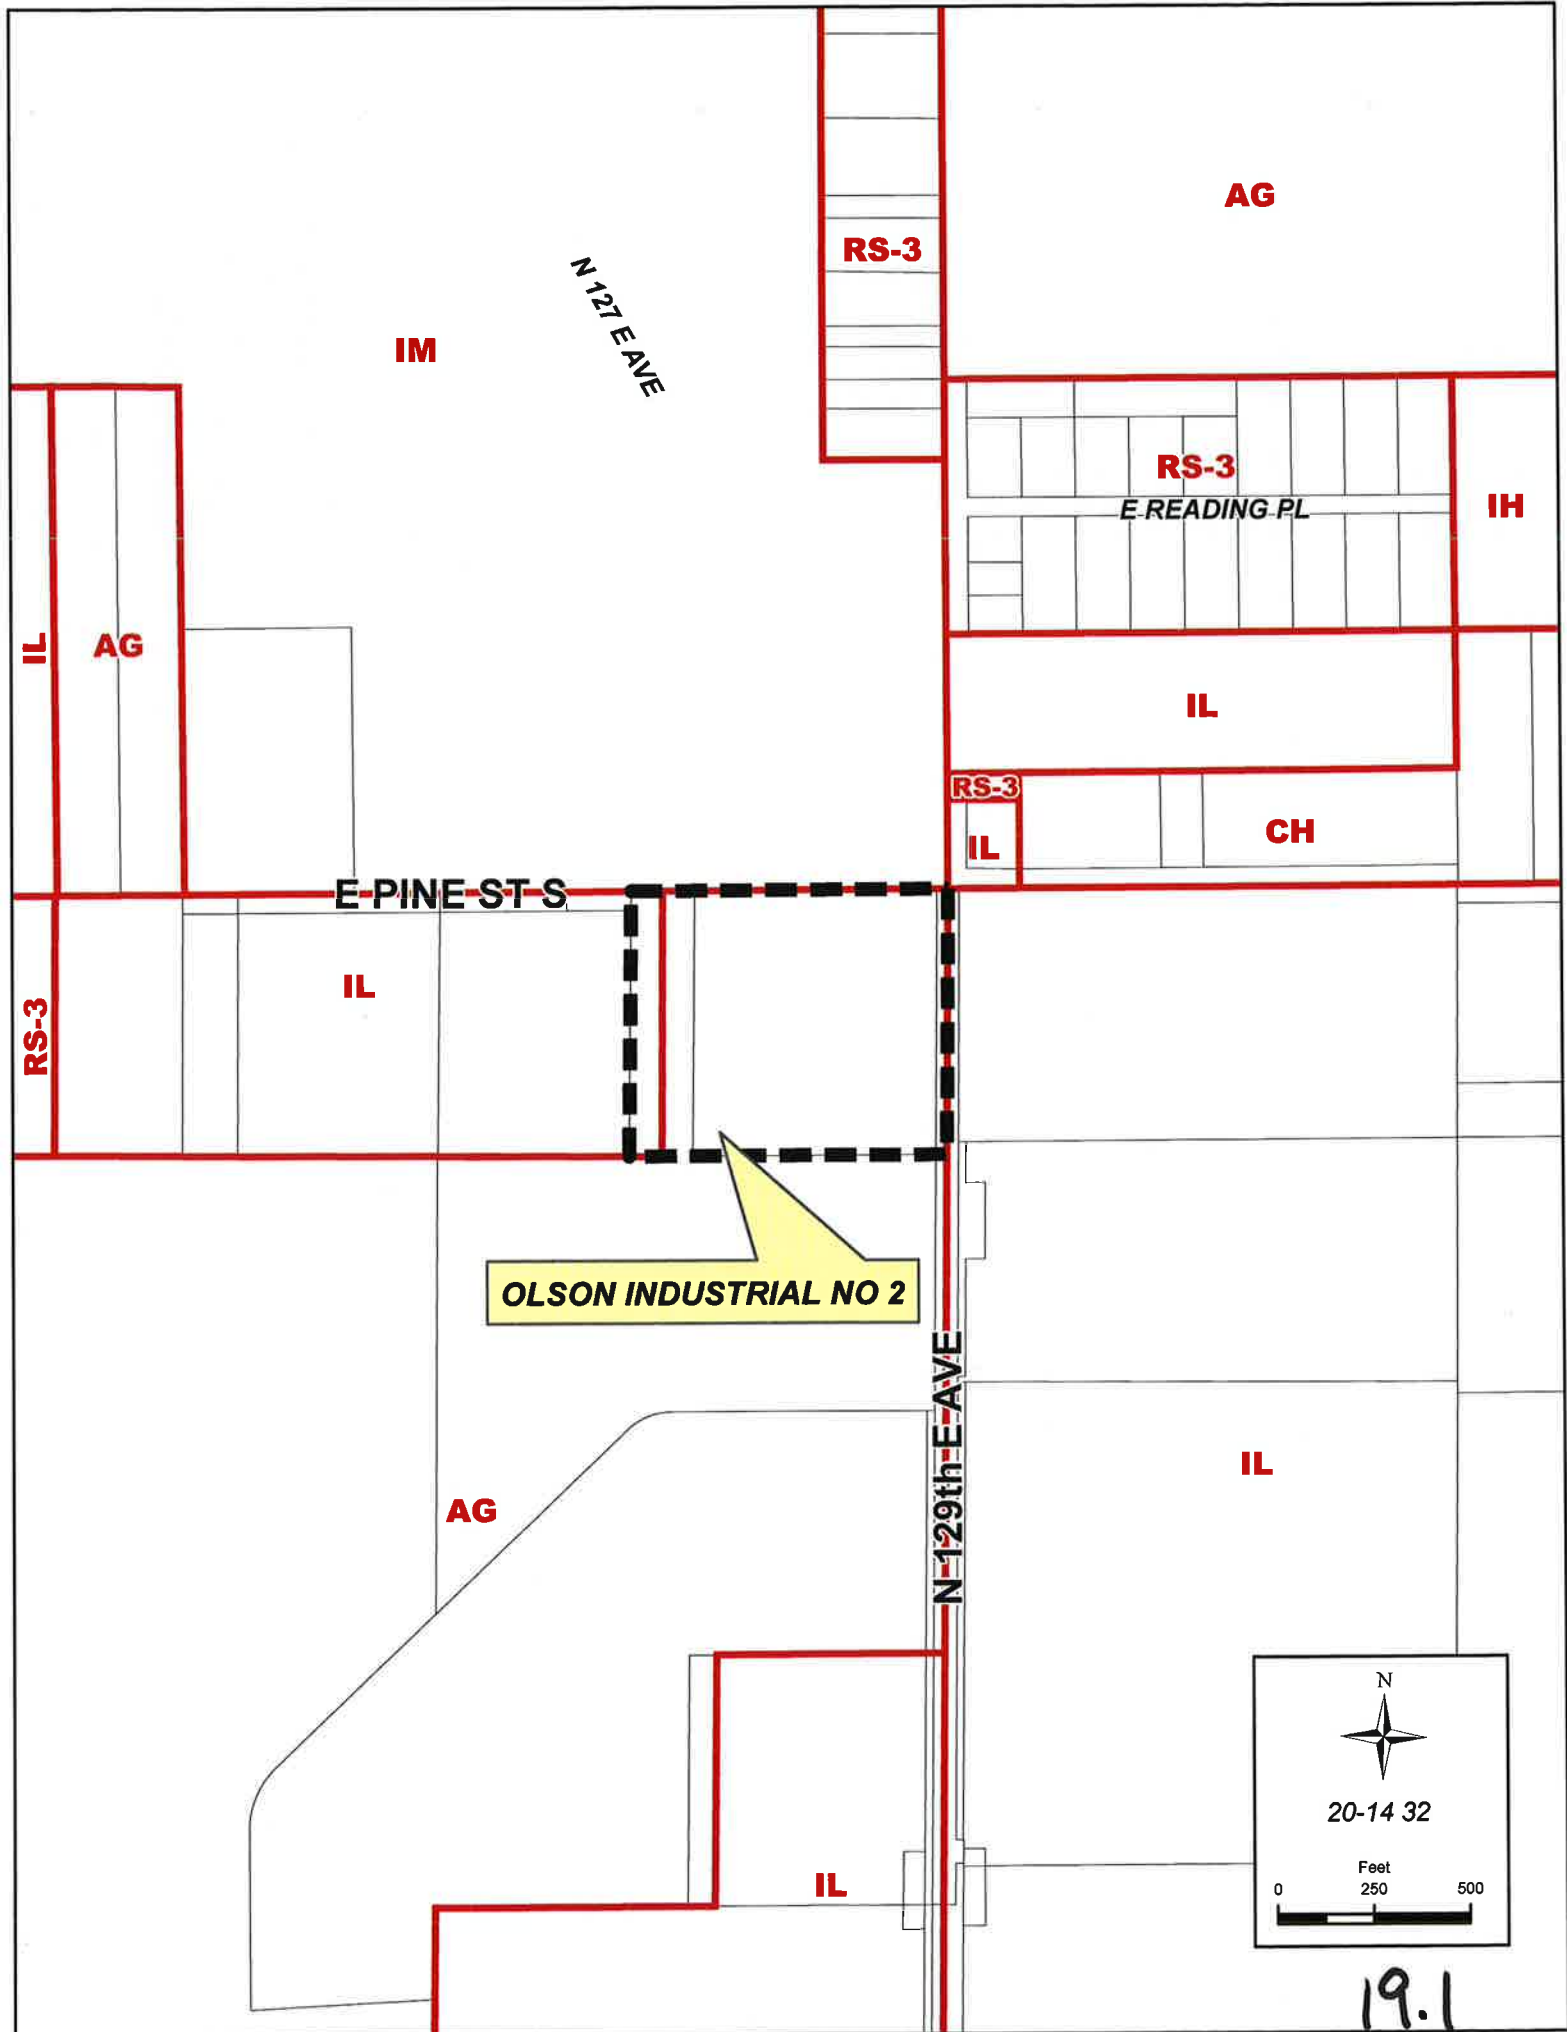 AG
RS-3
N 127 E AVE
IM
RS-3
E READING PL
IH
IL
AG
IL
RS-3
IL
CH
E PINE ST S
IL
RS-3
OLSON INDUSTRIAL NO 2
N 129th E AVE
IL
AG
IL
N
20-14 32
Feet
0 250 500
19.1